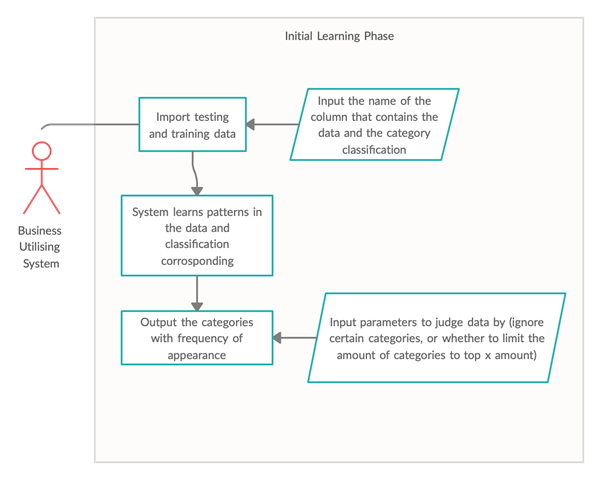 Initial Learning Phase
Import testing
and training data
Input the name of the
column that contains the
data and the category
classification
Business
Utilising
System
System learns patterns in
the data and
classification
corrosponding
Output the categories
with frequency of
appearance
Input parameters to judge data by (ignore
certain categories, or whether to limit the
amount of categories to top x amount)